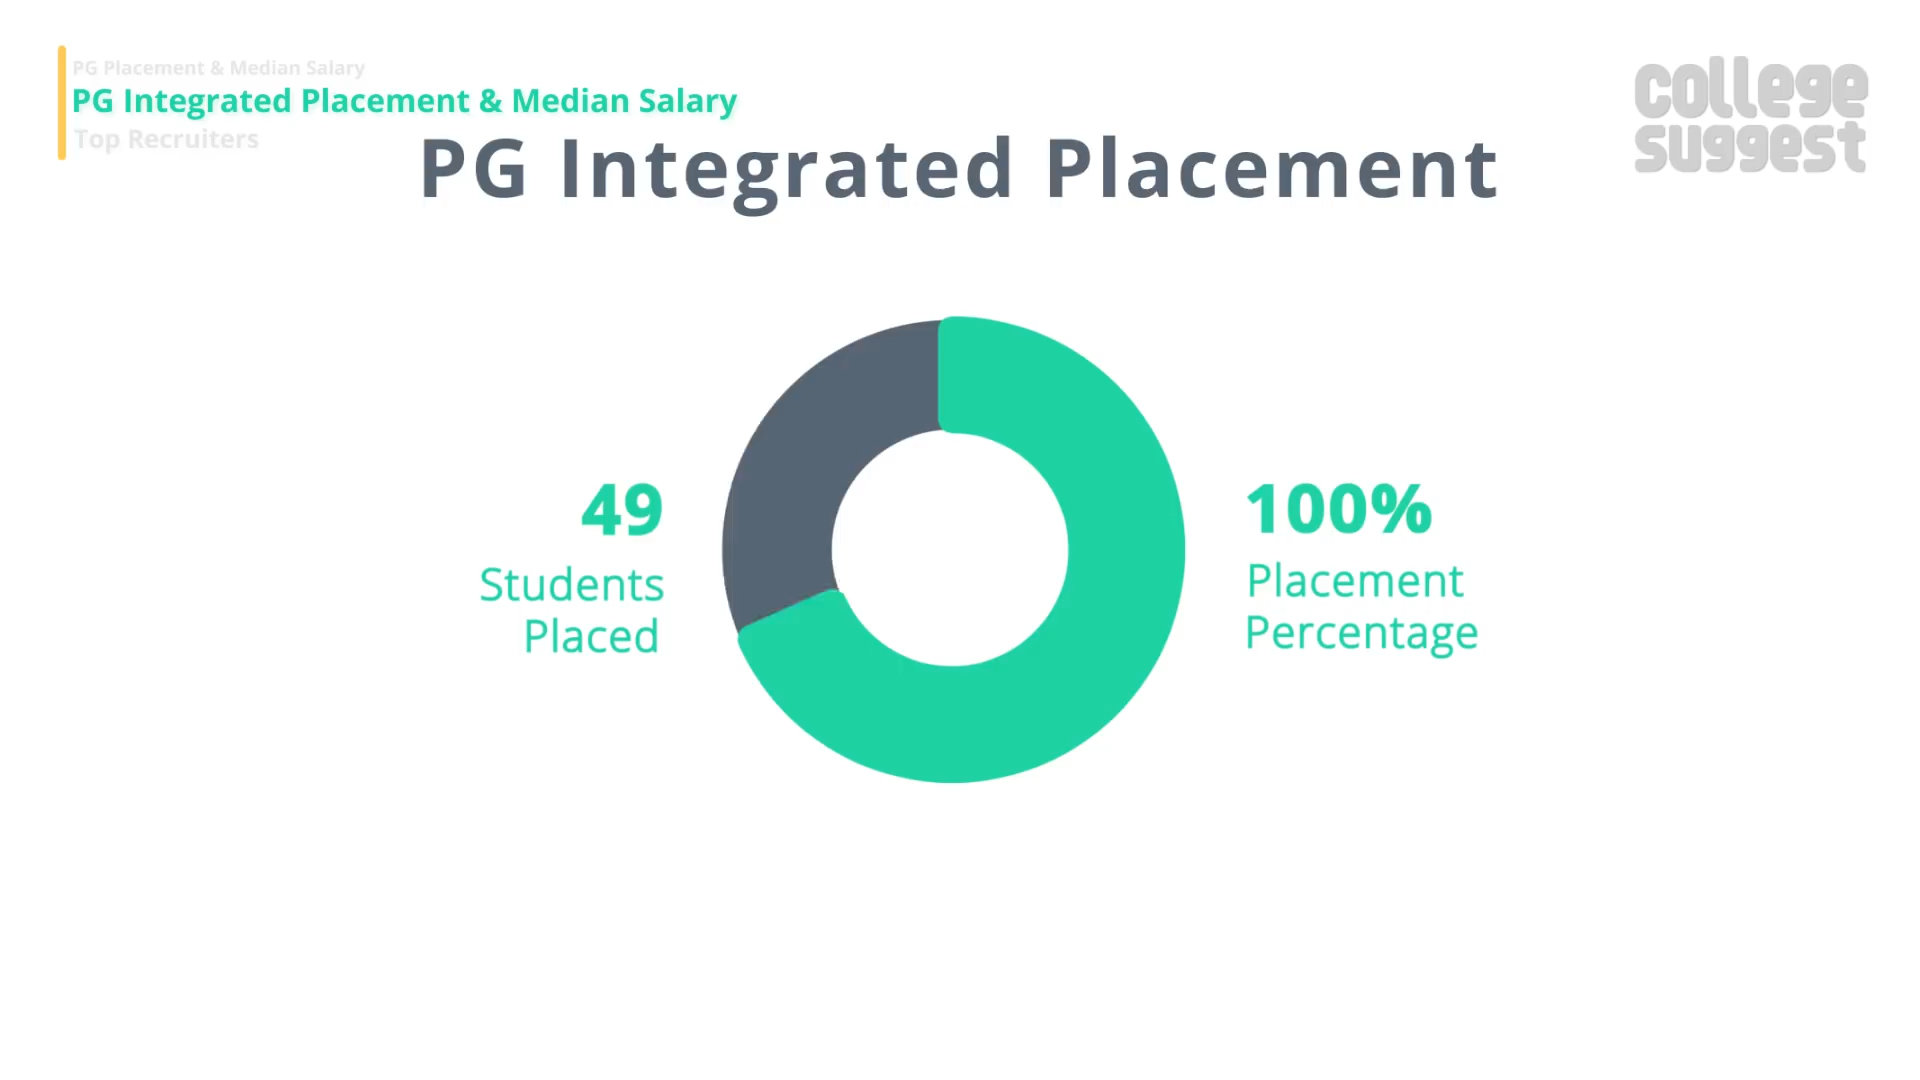 PG Placement & Median Salary
PG Integrated Placement & Median Salary
Top Recruiters
college
suggest
PG Integrated Placement
49
Students
Placed
100%
Placement
Percentage